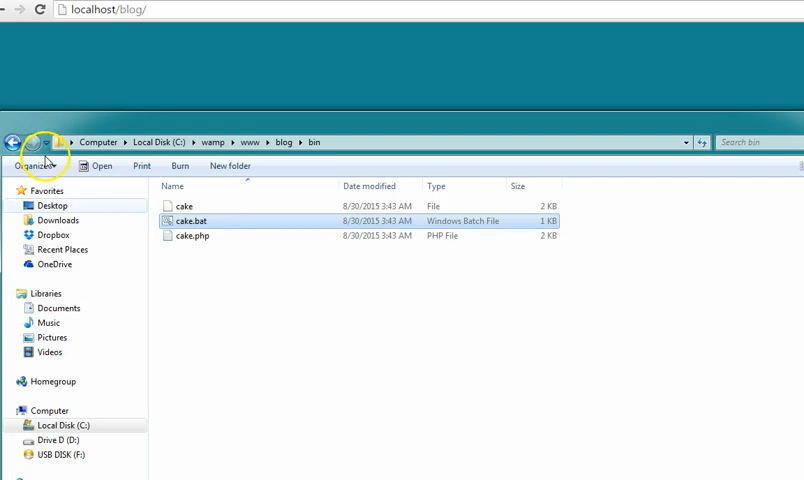 localhost/blog/
Computer Local Disk (C:) wamp www blog bin Search bin
Organize Open Print Burn New folder
Favorites
Desktop
Downloads
Dropbox
Recent Places
OneDrive
Libraries
Documents
Music
Pictures
Videos
Homegroup
Computer
Local Disk (C:)
Drive D (D:)
USB DISK (F:)
Name Date modified Type Size
cake 8/30/2015 3:43 AM File 2 KB
cake.bat 8/30/2015 3:43 AM Windows Batch File 1 KB
cake.php 8/30/2015 3:43 AM PHP File 2 KB